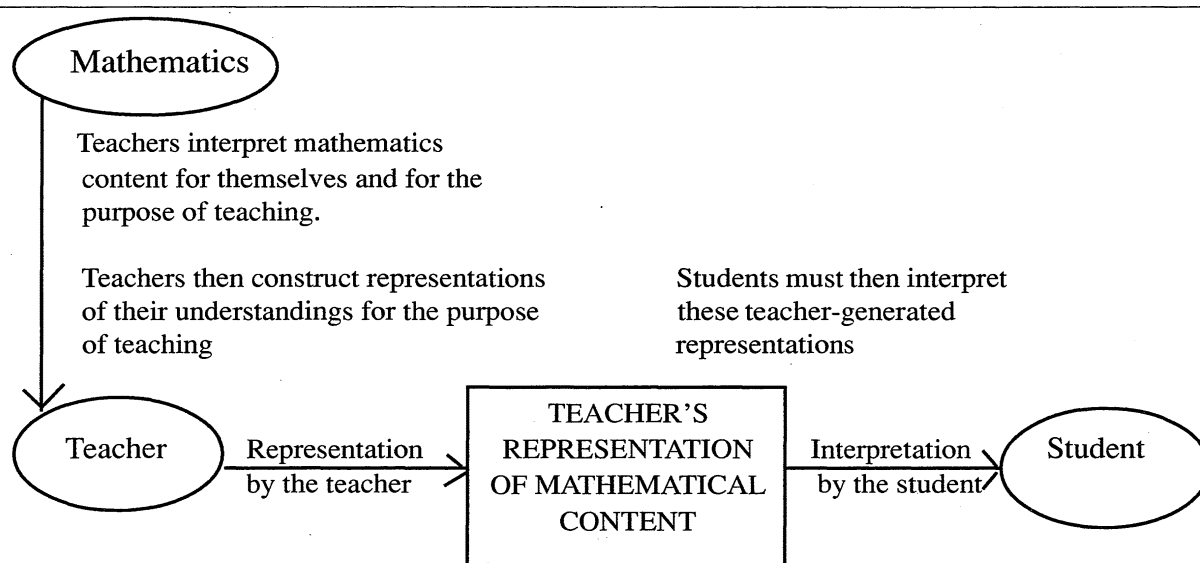 Mathematics
Teachers interpret mathematics
content for themselves and for the
purpose of teaching.
Teachers then construct representations
of their understandings for the purpose
of teaching
Students must then interpret
these teacher-generated
representations
Teacher
Representation
by the teacher
TEACHER'S
REPRESENTATION
OF MATHEMATICAL
CONTENT
Interpretation
by the student
Student